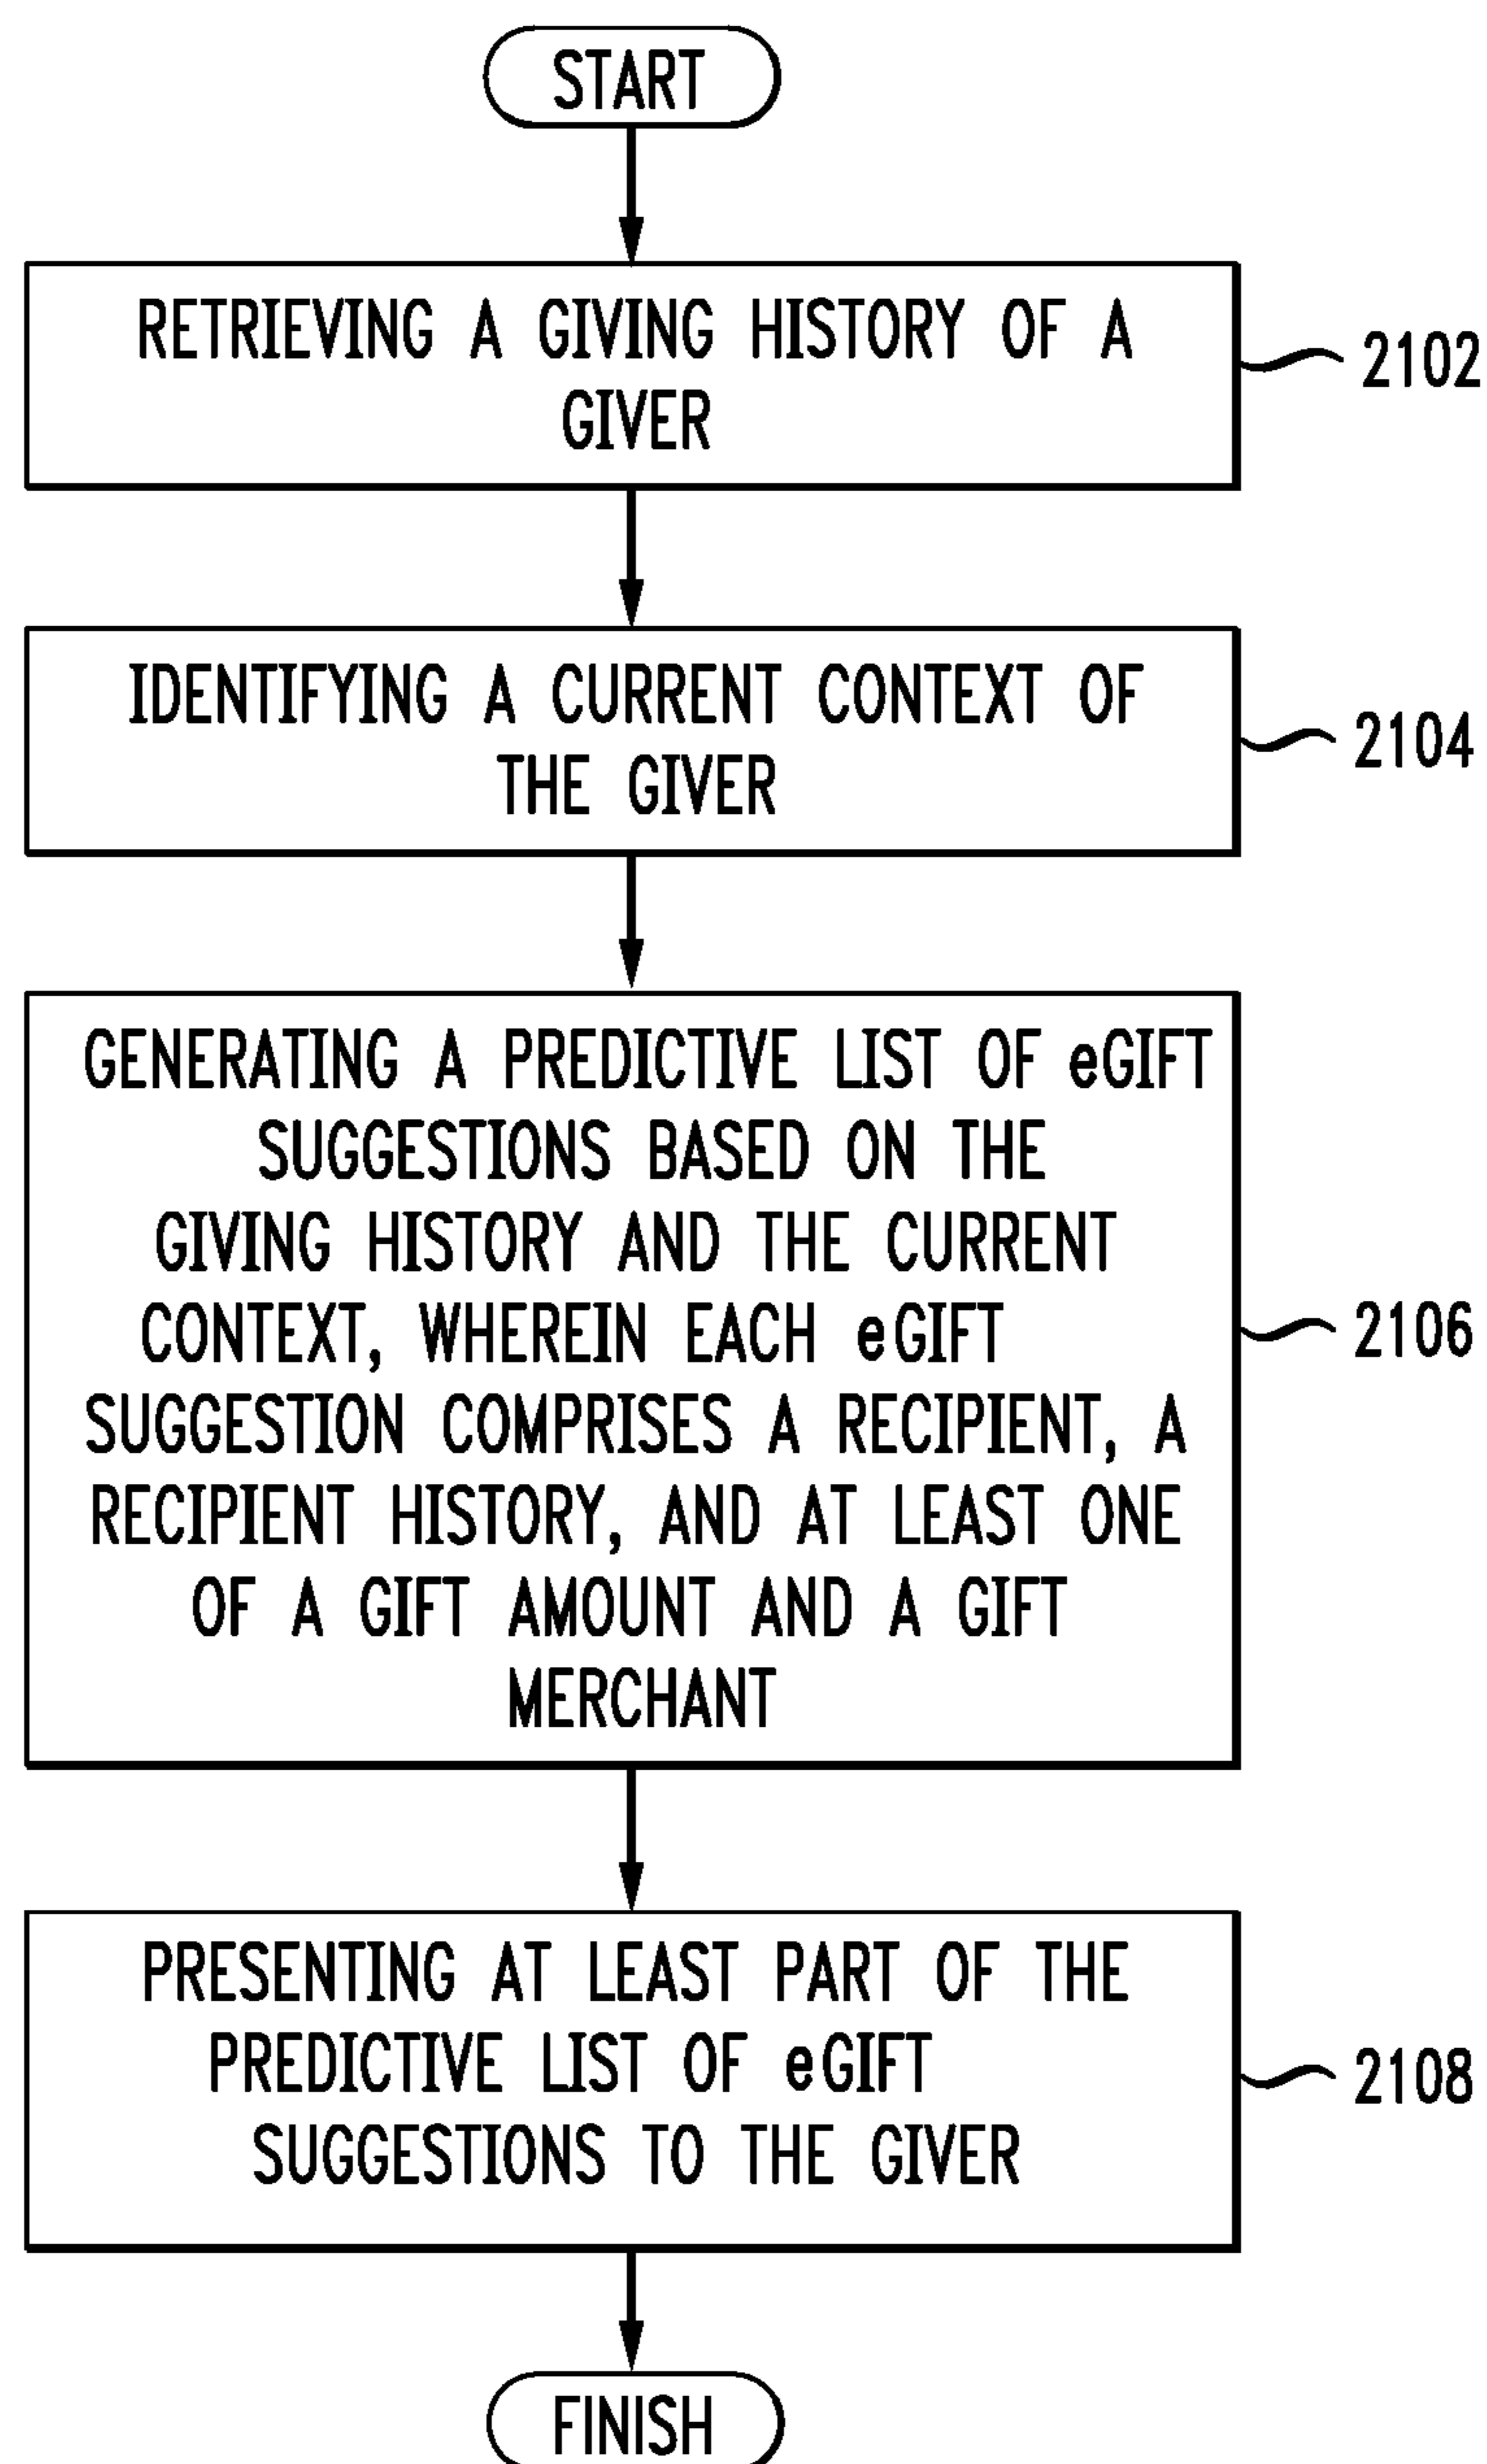 START
RETRIEVING A GIVING HISTORY OF A
GIVER
2102
IDENTIFYING A CURRENT CONTEXT OF
THE GIVER
2104
GENERATING A PREDICTIVE LIST OF eGIFT
SUGGESTIONS BASED ON THE
GIVING HISTORY AND THE CURRENT
CONTEXT, WHEREIN EACH eGIFT
SUGGESTION COMPRISES A RECIPIENT, A
RECIPIENT HISTORY, AND AT LEAST ONE
OF A GIFT AMOUNT AND A GIFT
MERCHANT
2106
PRESENTING AT LEAST PART OF THE
PREDICTIVE LIST OF eGIFT
SUGGESTIONS TO THE GIVER
2108
FINISH